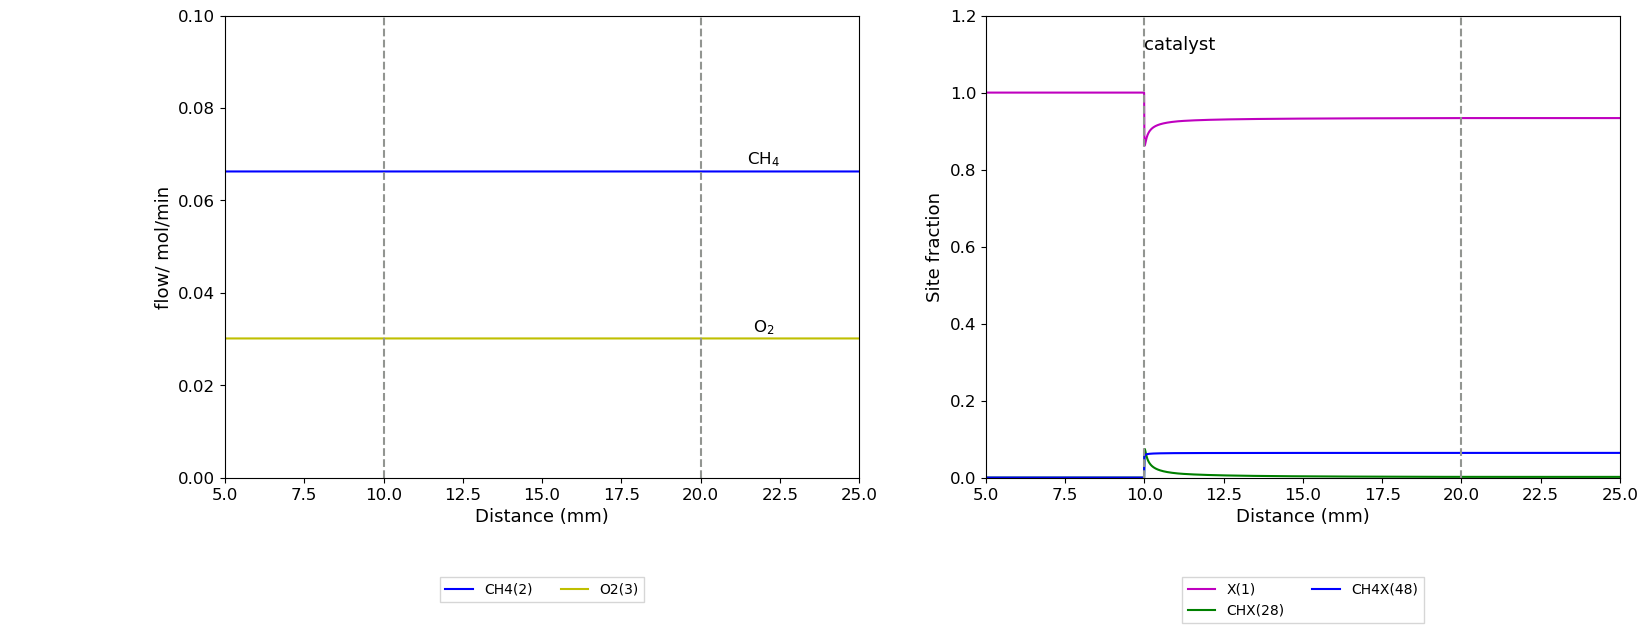 0.10
0.08
0.06
0.04
0.02
0.00
flow/ mol/min
CH4
O2
5.0 7.5 10.0 12.5 15.0 17.5 20.0 22.5 25.0
Distance (mm)
CH4(2) O2(3)
1.2
1.0
0.8
0.6
0.4
0.2
0.0
Site fraction
catalyst
5.0 7.5 10.0 12.5 15.0 17.5 20.0 22.5 25.0
Distance (mm)
X(1) CH4X(48)
CHX(28)